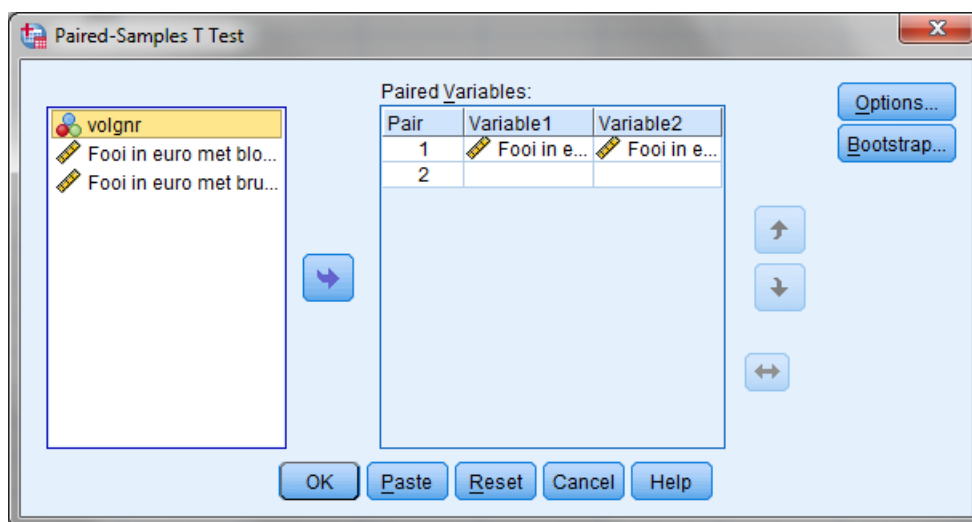 Paired-Samples T Test
volgnr
Fooi in euro met blo...
Fooi in euro met bru...
Paired Variables:
Pair Variable1 Variable2
1 Fooi in e... Fooi in e...
2
Options...
Bootstrap...
OK Paste Reset Cancel Help